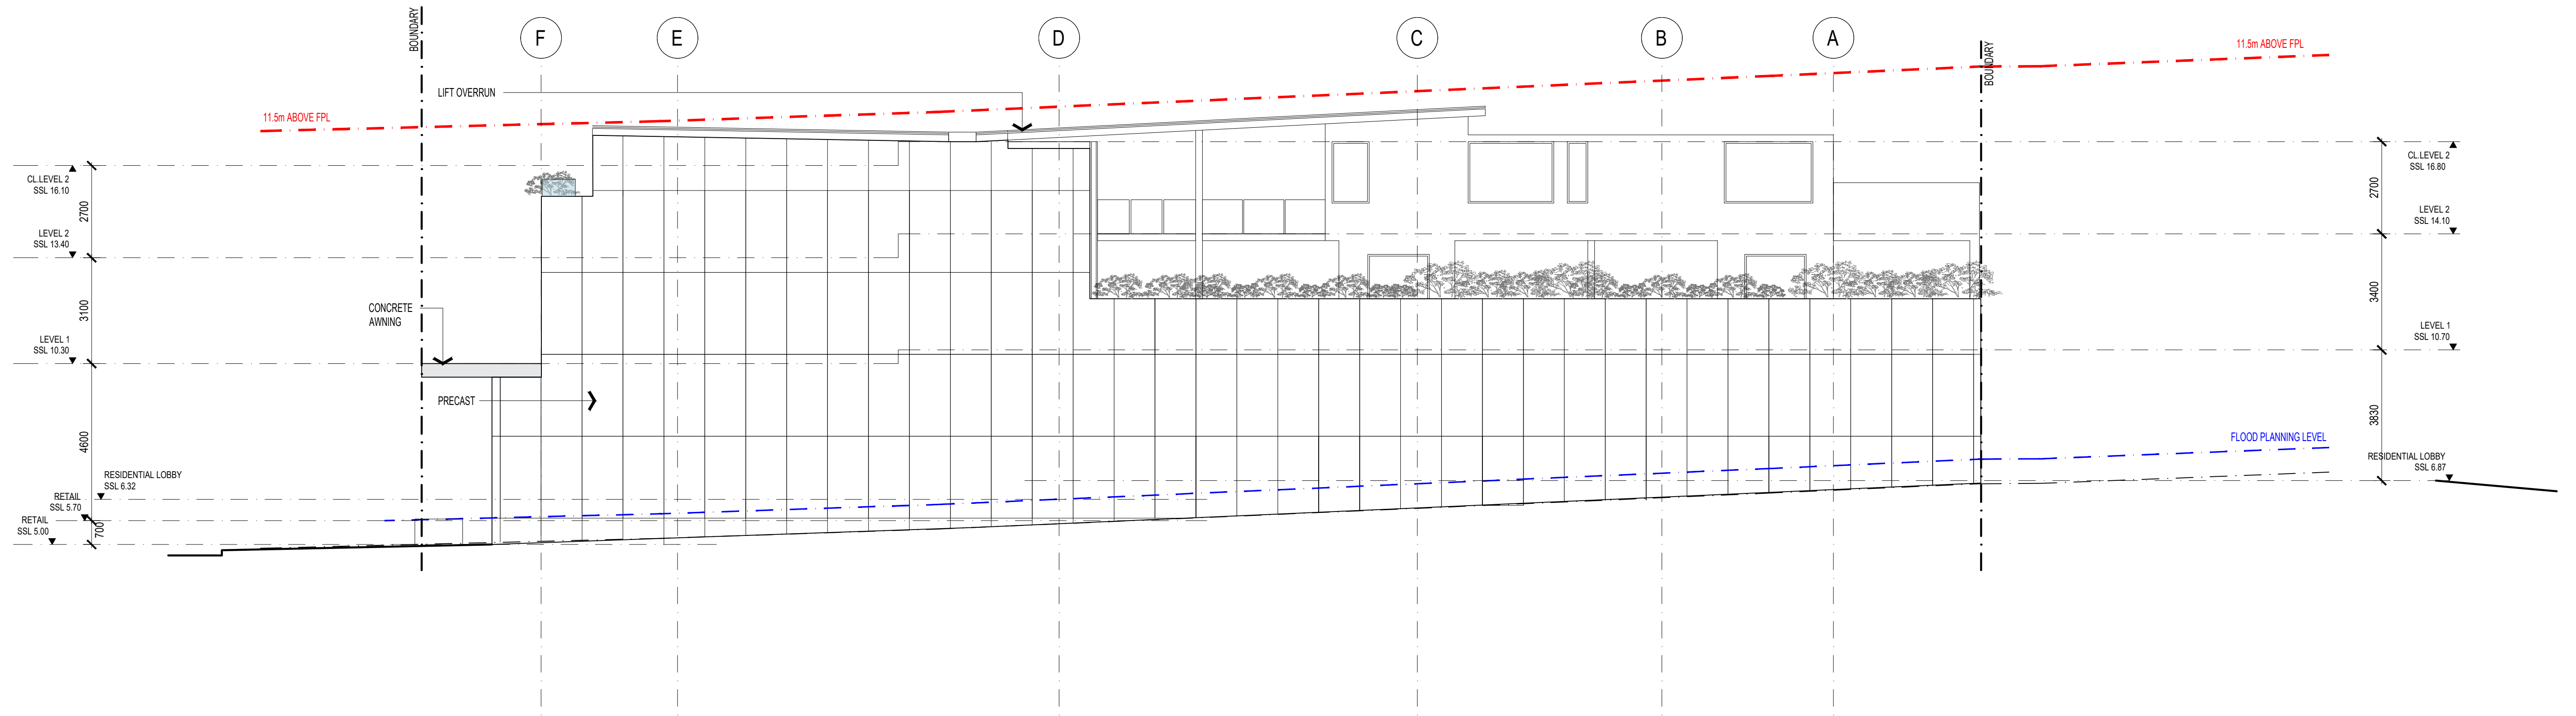 BOUNDARY
F
E
D
C
B
A
BOUNDARY
11.5m ABOVE FPL
LIFT OVERRUN
11.5m ABOVE FPL
CL.LEVEL 2
SSL 16.10
2700
LEVEL 2
SSL 13.40
3100
CONCRETE
AWNING
LEVEL 1
SSL 10.30
PRECAST
4600
RESIDENTIAL LOBBY
SSL 6.32
RETAIL
SSL 5.70
RETAIL
SSL 5.00
700
CL.LEVEL 2
SSL 16.80
2700
LEVEL 2
SSL 14.10
3400
LEVEL 1
SSL 10.70
3830
FLOOD PLANNING LEVEL
RESIDENTIAL LOBBY
SSL 6.87